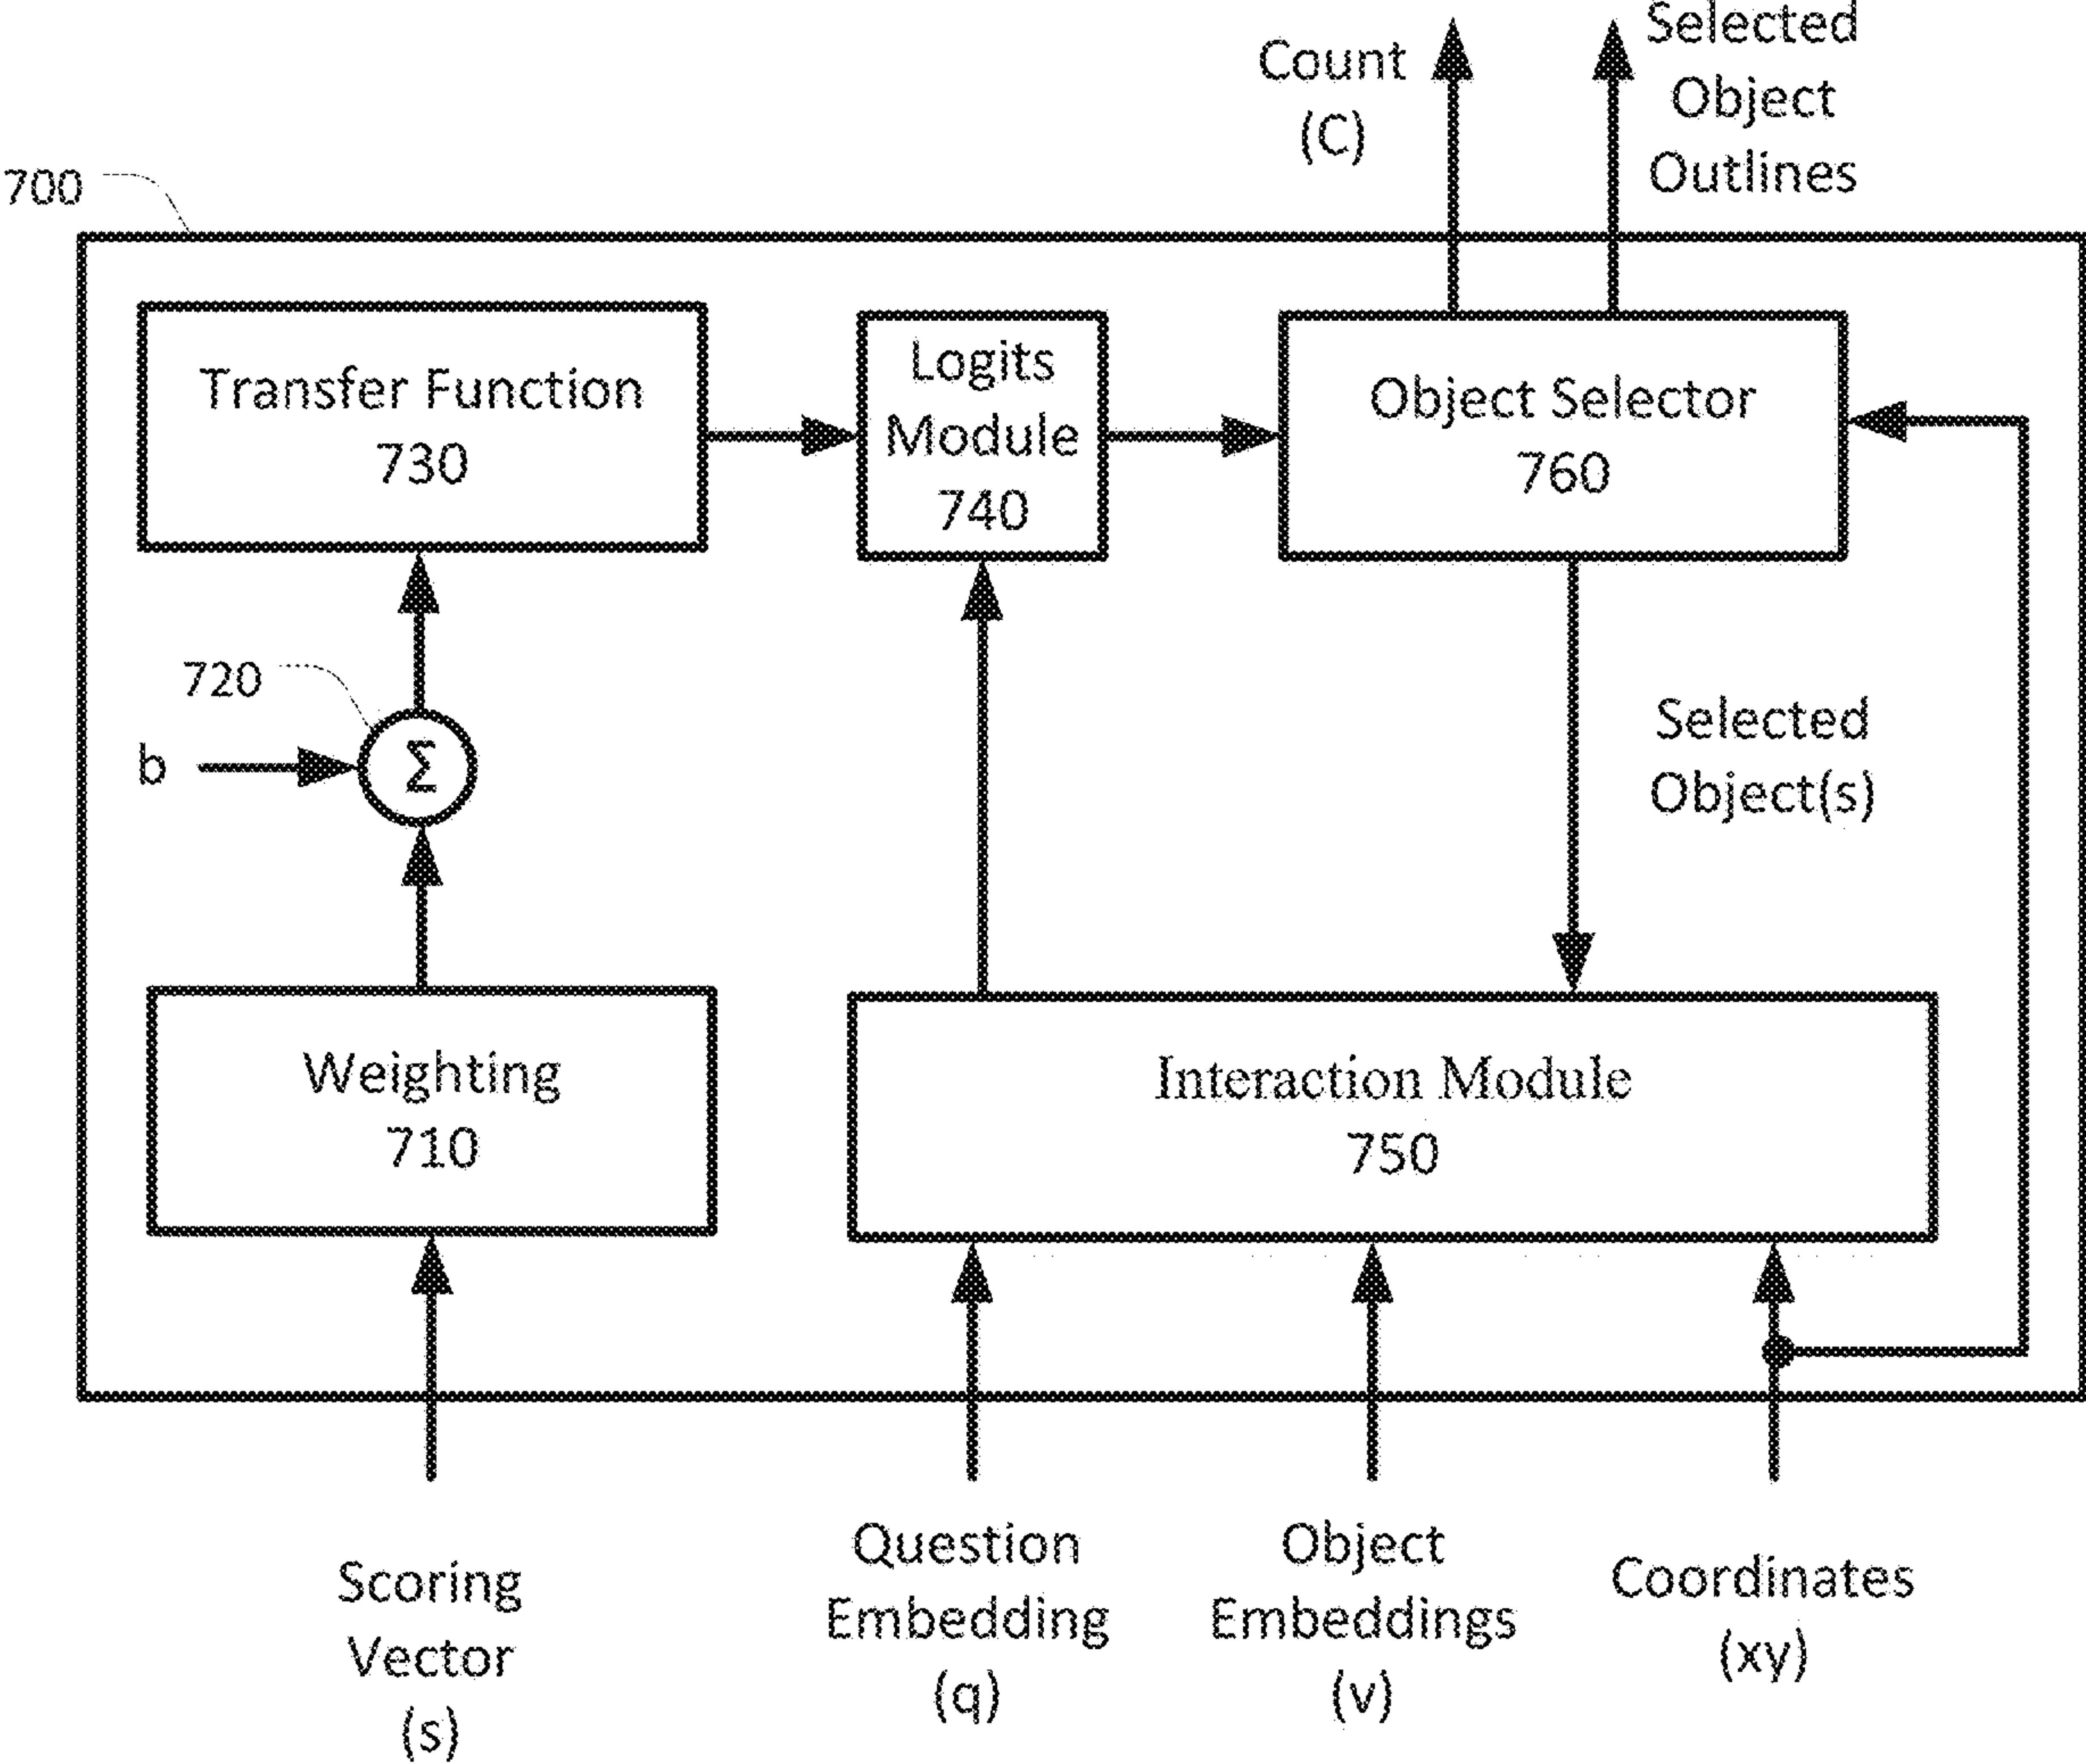 Count
(C)
Selected
Object
Outlines
700
Transfer Function
730
Logits
Module
740
Object Selector
760
720
b
Σ
Selected
Object(s)
Weighting
710
Interaction Module
750
Scoring
Vector
(s)
Question
Embedding
(q)
Object
Embeddings
(v)
Coordinates
(xy)